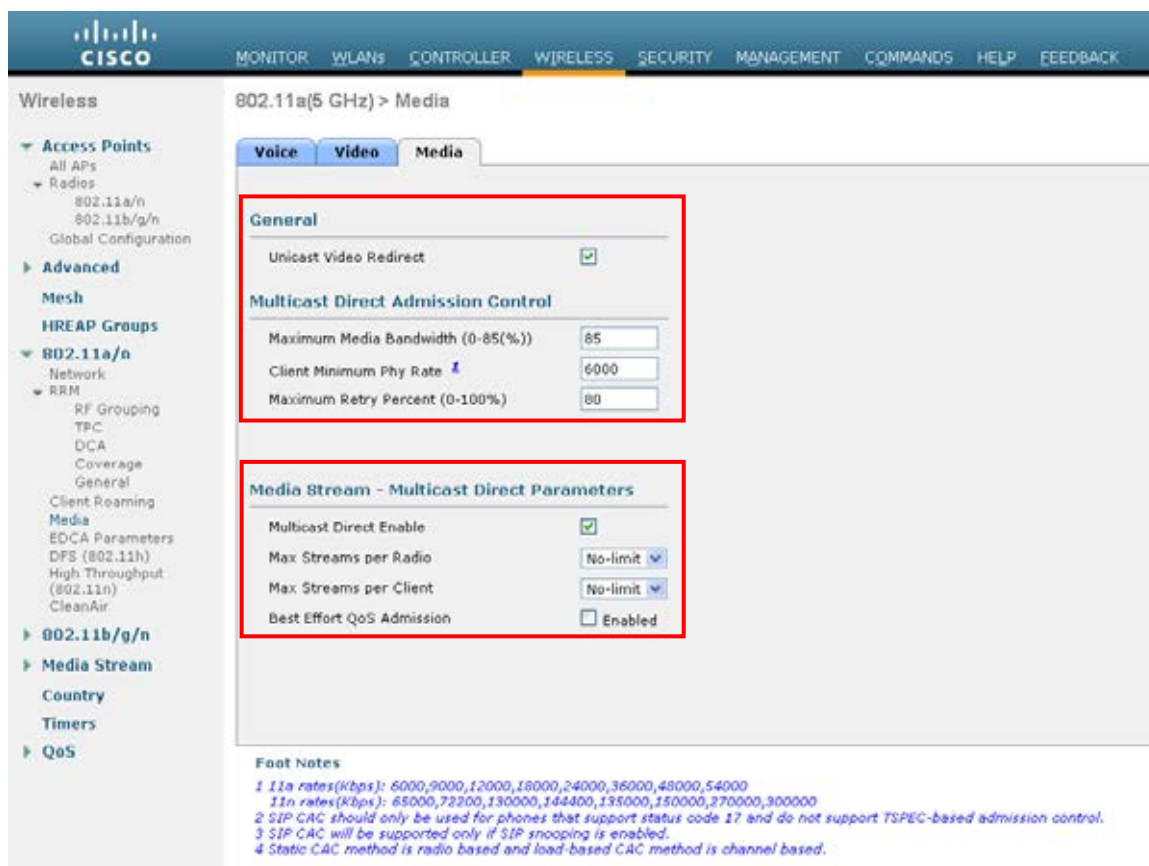 CISCO
MONITOR WLANs CONTROLLER WIRELESS SECURITY MANAGEMENT COMMANDS HELP FEEDBACK
Wireless
Access Points
All APs
Radios
802.11a/n
802.11b/g/n
Global Configuration
Advanced
Mesh
HREAP Groups
802.11a/n
Network
RRM
RF Grouping
TPC
DCA
Coverage
General
Client Roaming
Media
EDCA Parameters
DFS (802.11h)
High Throughput
(802.11n)
CleanAir
802.11b/g/n
Media Stream
Country
Timers
QoS
802.11a(5 GHz) > Media
Voice Video Media
General
Unicast Video Redirect
Multicast Direct Admission Control
Maximum Media Bandwidth (0-85(%)) 85
Client Minimum Phy Rate 1 6000
Maximum Retry Percent (0-100%) 80
Media Stream - Multicast Direct Parameters
Multicast Direct Enable
Max Streams per Radio No-limit
Max Streams per Client No-limit
Best Effort QoS Admission Enabled
Foot Notes
1 11a rates(Kbps): 6000,9000,12000,18000,24000,36000,48000,54000
11n rates(Kbps): 65000,72200,130000,144400,135000,150000,270000,300000
2 SIP CAC should only be used for phones that support status code 17 and do not support TSPEC-based admission control.
3 SIP CAC will be supported only if SIP snooping is enabled.
4 Static CAC method is radio based and load-based CAC method is channel based.